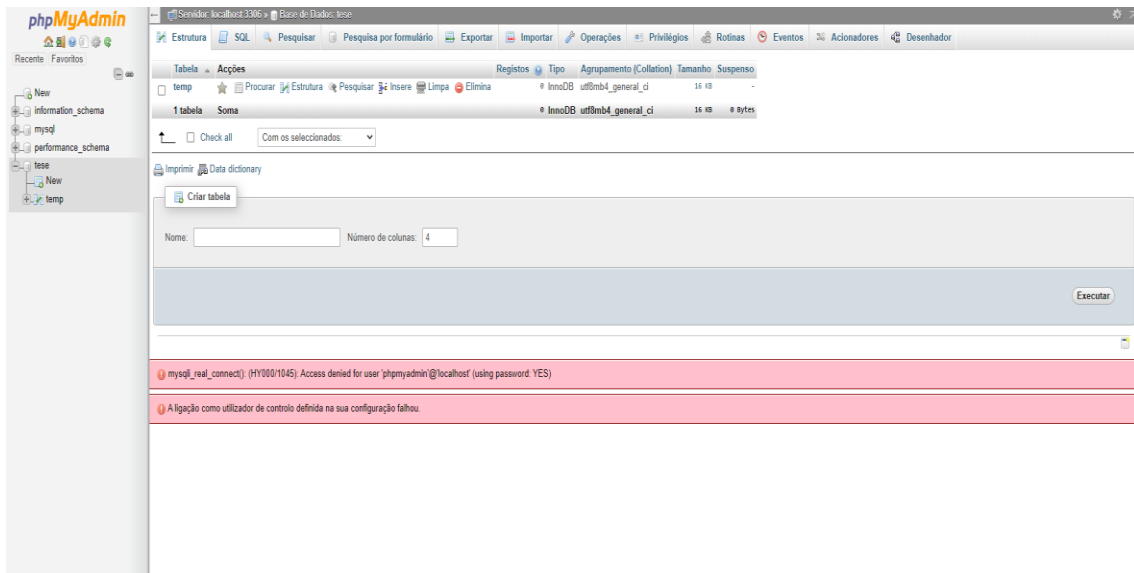 phpMyAdmin
Recente Favoritos
New
information_schema
mysql
performance_schema
tese
New
temp
Servidor: localhost:3306 » Base de Dados: tese
Estrutura SQL Pesquisar Pesquisa por formulário Exportar Importar Operações Privilégios Rotinas Eventos Acionadores Desenhador
Tabela Acções Registos Tipo Agrupamento (Collation) Tamanho Suspenso
temp Procurar Estrutura Pesquisar Insere Limpa Elimina 0 InnoDB utf8mb4_general_ci 16 KB -
1 tabela Soma 0 InnoDB utf8mb4_general_ci 16 KB 0 Bytes
Check all Com os seleccionados:
Imprimir Data dictionary
Criar tabela
Nome: Número de colunas: 4
Executar
mysqli_real_connect(): (HY000/1045): Access denied for user 'phpmyadmin'@'localhost' (using password: YES)
A ligação como utilizador de controlo definida na sua configuração falhou.